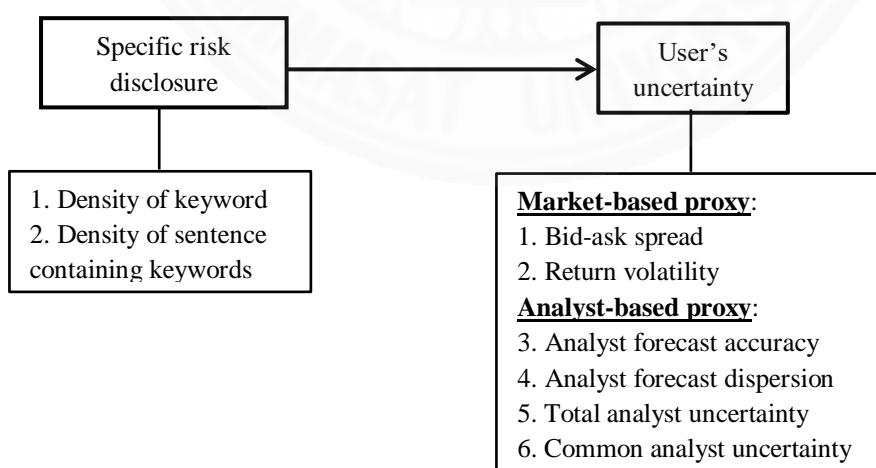 Specific risk
disclosure
User's
uncertainty
1. Density of keyword
2. Density of sentence
containing keywords
Market-based proxy:
1. Bid-ask spread
2. Return volatility
Analyst-based proxy:
3. Analyst forecast accuracy
4. Analyst forecast dispersion
5. Total analyst uncertainty
6. Common analyst uncertainty